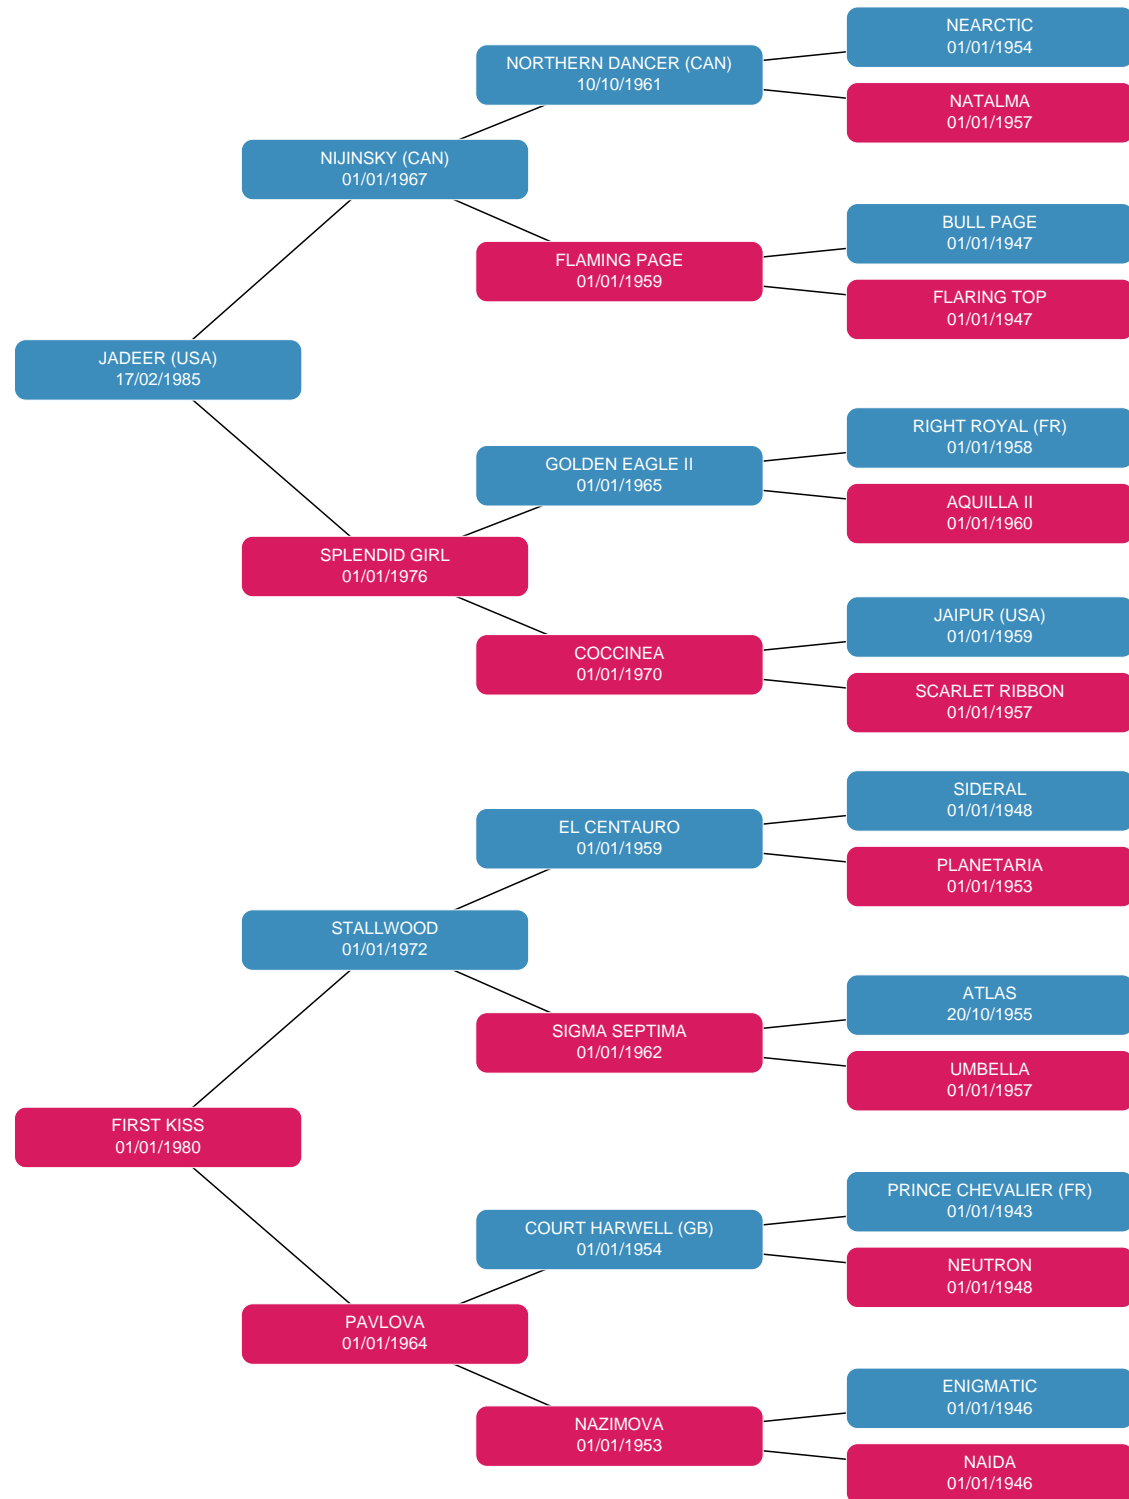 NEARCTIC
01/01/1954
NORTHERN DANCER (CAN)
10/10/1961
NATALMA
01/01/1957
NIJINSKY (CAN)
01/01/1967
BULL PAGE
01/01/1947
FLAMING PAGE
01/01/1959
FLARING TOP
01/01/1947
JADEER (USA)
17/02/1985
RIGHT ROYAL (FR)
01/01/1958
GOLDEN EAGLE II
01/01/1965
AQUILLA II
01/01/1960
SPLENDID GIRL
01/01/1976
JAIPUR (USA)
01/01/1959
COCCINEA
01/01/1970
SCARLET RIBBON
01/01/1957
SIDERAL
01/01/1948
EL CENTAURO
01/01/1959
PLANETARIA
01/01/1953
STALLWOOD
01/01/1972
ATLAS
20/10/1955
SIGMA SEPTIMA
01/01/1962
UMBELLA
01/01/1957
FIRST KISS
01/01/1980
PRINCE CHEVALIER (FR)
01/01/1943
COURT HARWELL (GB)
01/01/1954
NEUTRON
01/01/1948
PAVLOVA
01/01/1964
ENIGMATIC
01/01/1946
NAZIMOVA
01/01/1953
NAIDA
01/01/1946